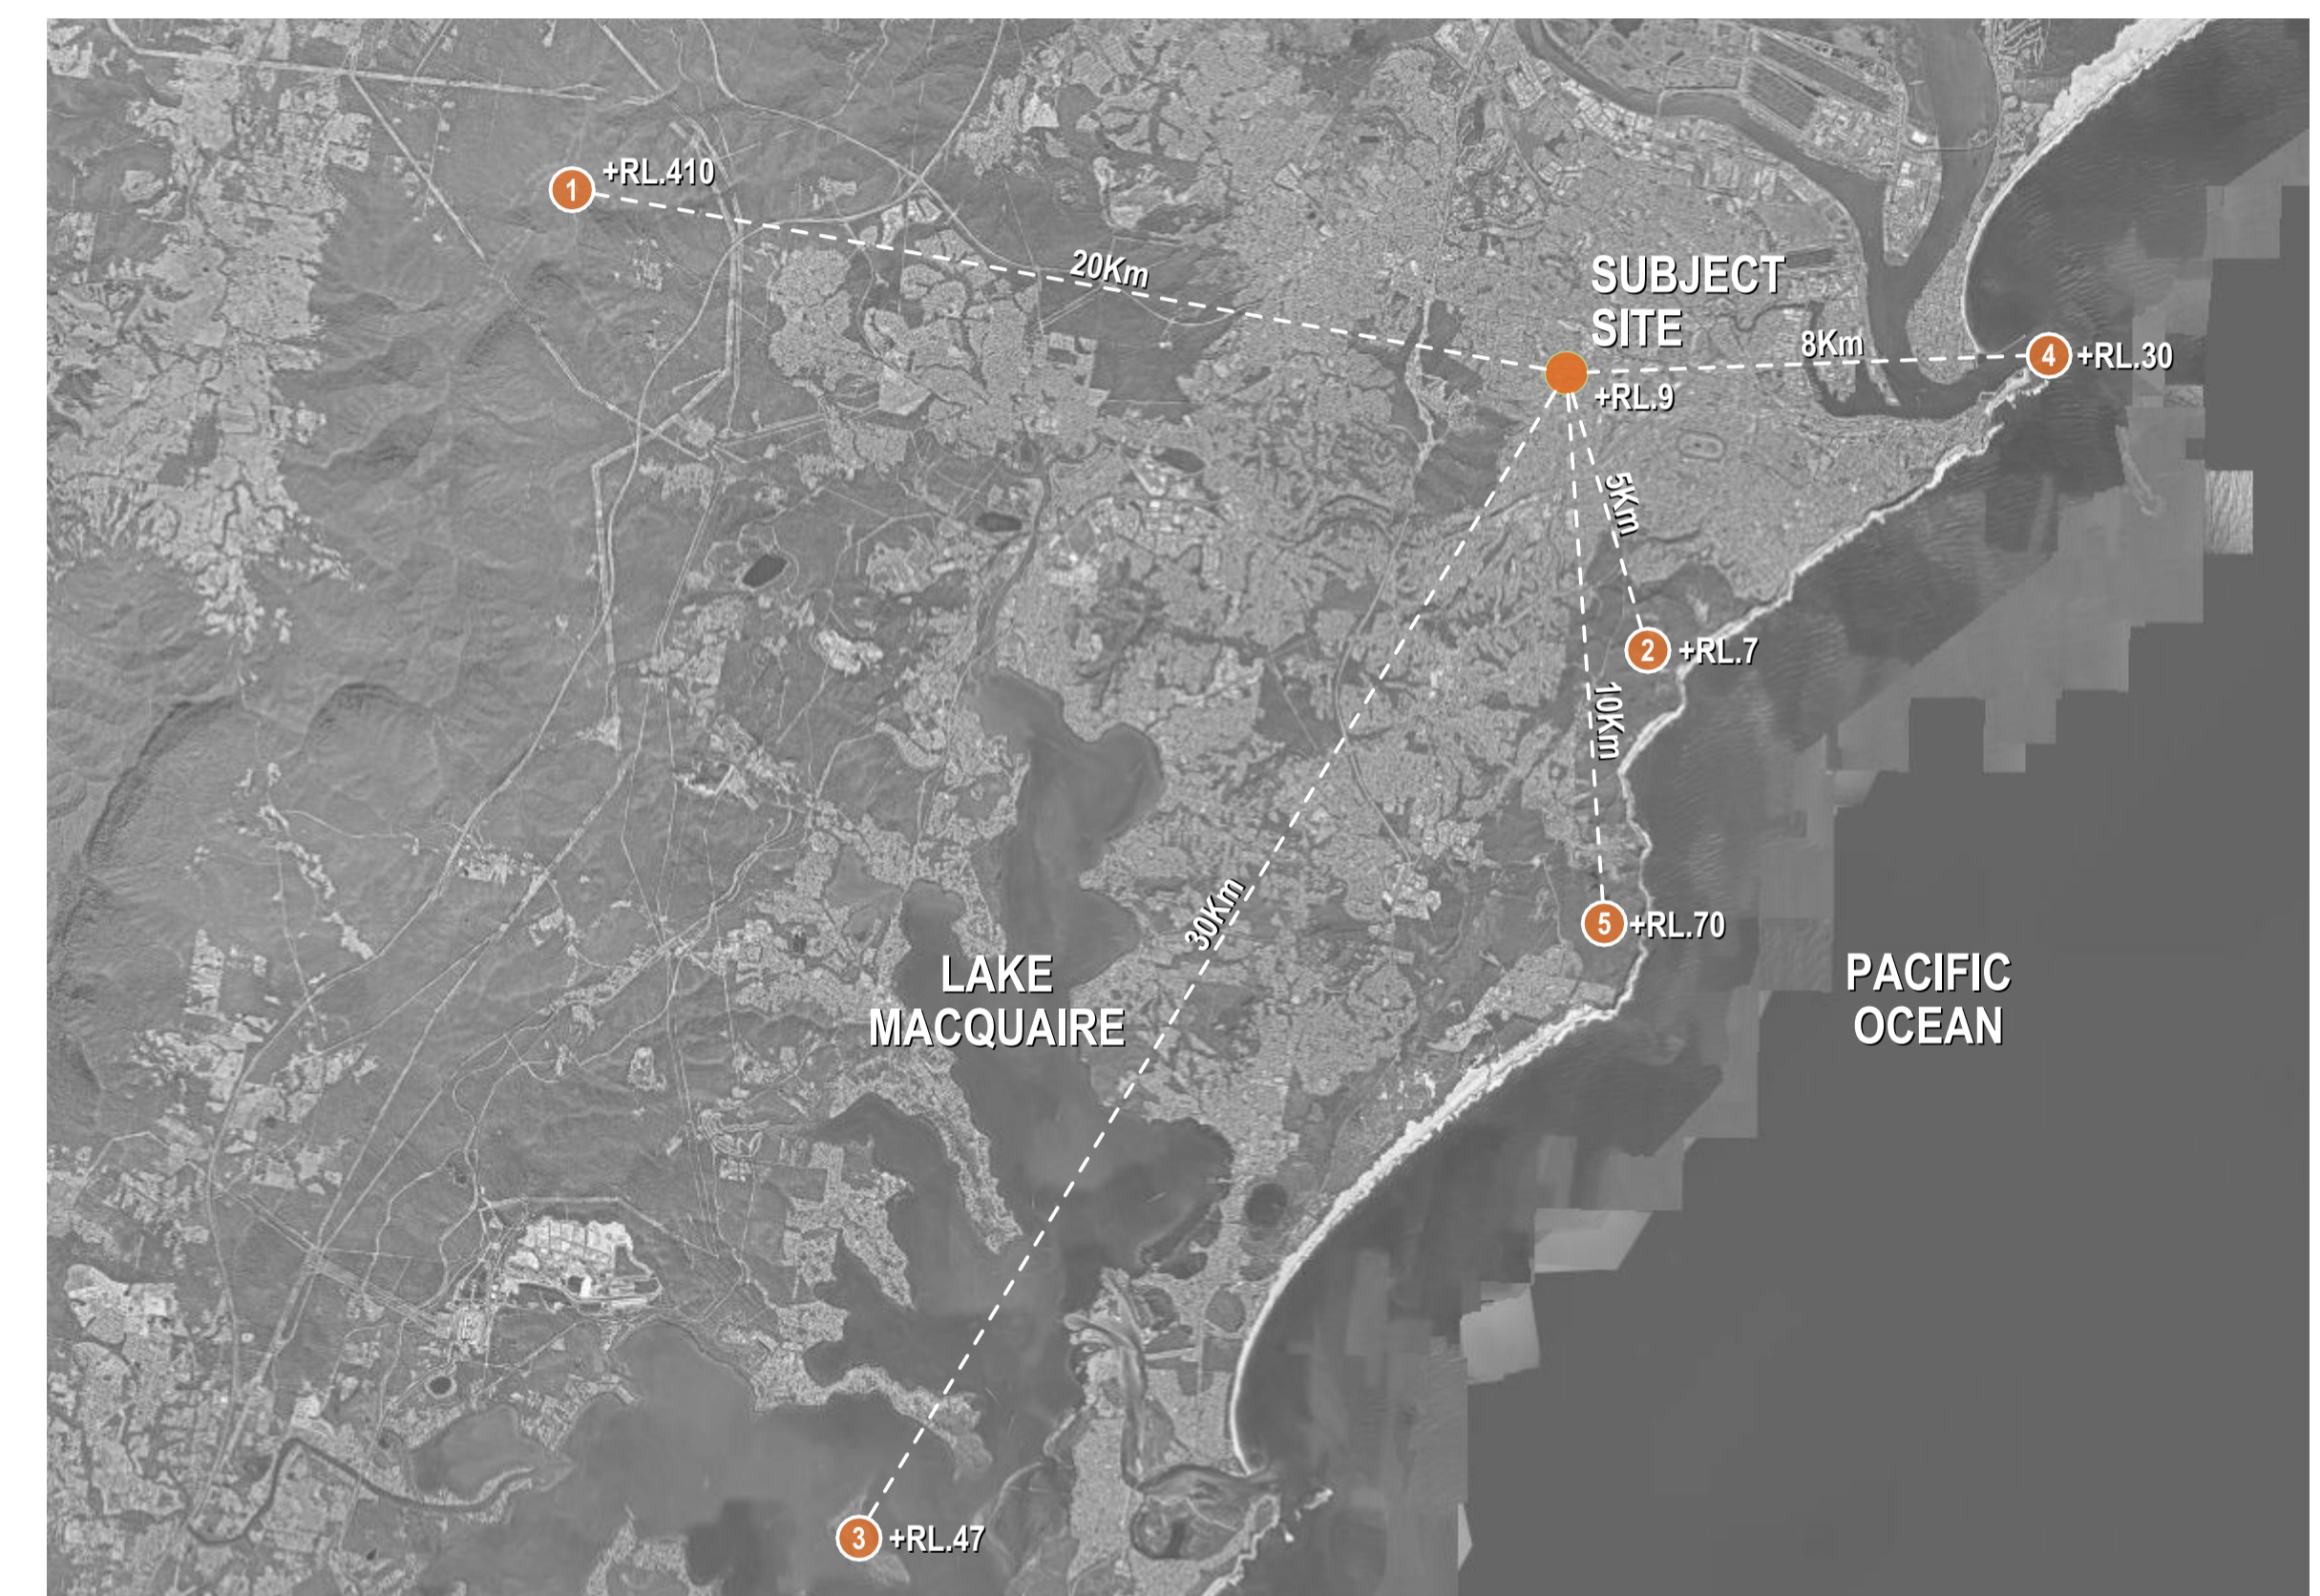 1 +RL.410
20Km
SUBJECT
SITE
8Km
4 +RL.30
+RL.9
5Km
2 +RL.7
10Km
30Km
5 +RL.70
LAKE
MACQUAIRE
PACIFIC
OCEAN
3 +RL.47